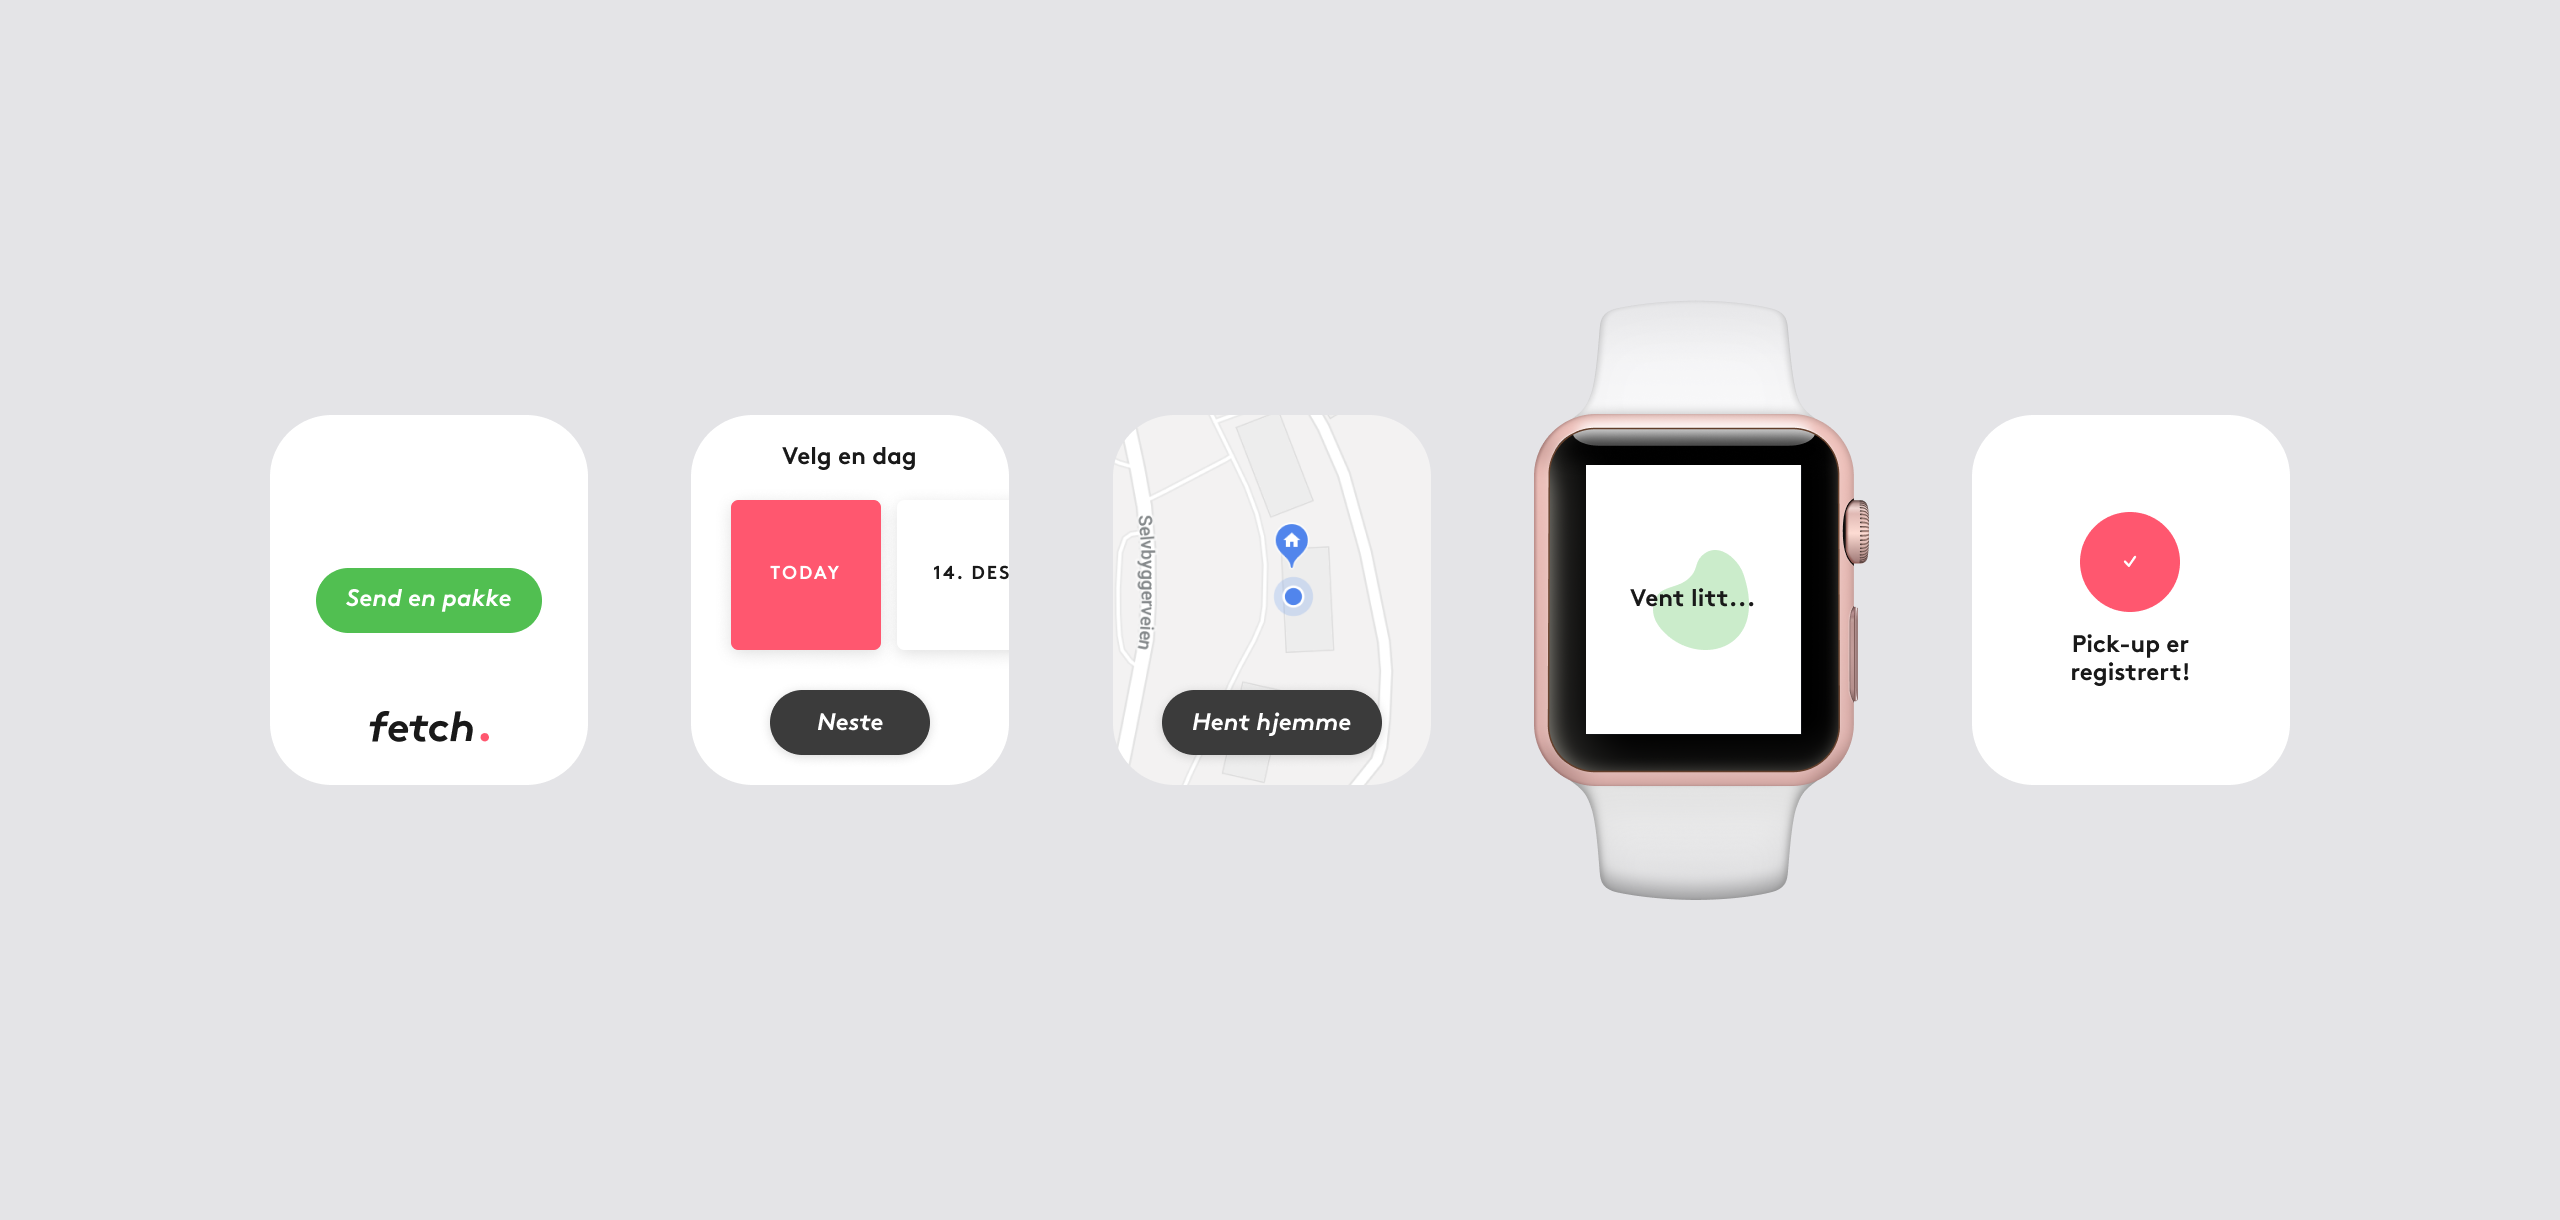 Send en pakke
fetch.
Velg en dag
TODAY
14. DES
Neste
Selvbyggerveien
Hent hjemme
Vent litt...
Pick-up er
registrert!